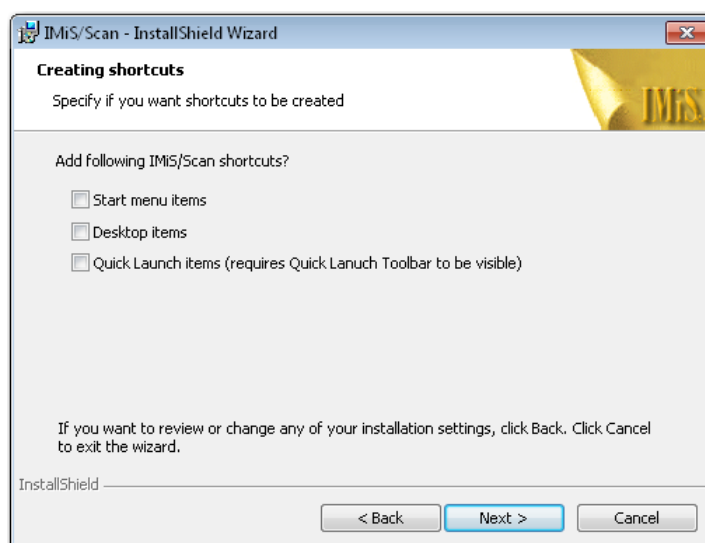 IMiS/Scan - InstallShield Wizard
Creating shortcuts
Specify if you want shortcuts to be created
IMiS
Add following IMiS/Scan shortcuts?
Start menu items
Desktop items
Quick Launch items (requires Quick Lanuch Toolbar to be visible)
If you want to review or change any of your installation settings, click Back. Click Cancel
to exit the wizard.
InstallShield
< Back Next > Cancel